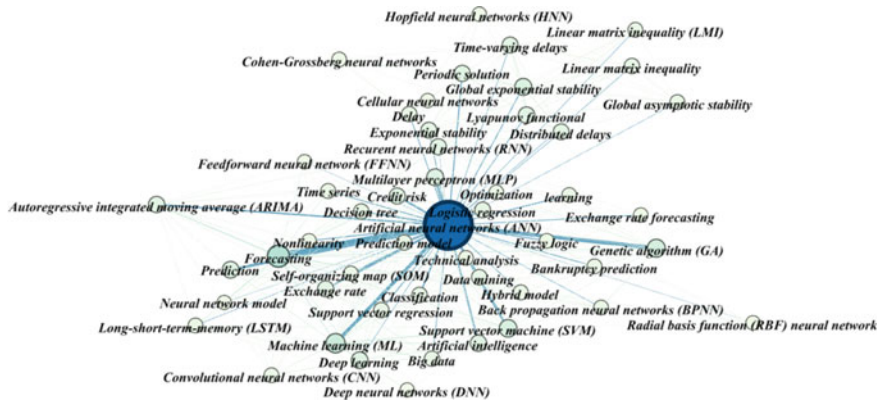 Hopfield neural networks (HNN)
Linear matrix inequality (LMI)
Time-varying delays
Cohen-Grossberg neural networks
Linear matrix inequality
Periodic solution
Global exponential stability
Cellular neural networks
Global asymptotic stability
Delay
Lyapunov functional
Exponential stability
Distributed delays
Recurent neural networks (RNN)
Feedforward neural network (FFNN)
Multilayer perceptron (MLP)
Time series
Credit risk
Optimization
learning
Autoregressive integrated moving average (ARIMA)
Decision tree
Logistic regression
Exchange rate forecasting
Artificial neural networks (ANN)
Nonlinearity
Prediction model
Fuzzy logic
Genetic algorithm (GA)
Forecasting
Technical analysis
Prediction
Self-organizing map (SOM)
Data mining
Bankruptcy prediction
Exchange rate
Classification
Hybrid model
Neural network model
Support vector regression
Back propagation neural networks (BPNN)
Long-short-term-memory (LSTM)
Support vector machine (SVM)
Radial basis function (RBF) neural network
Machine learning (ML)
Artificial intelligence
Deep learning
Big data
Convolutional neural networks (CNN)
Deep neural networks (DNN)